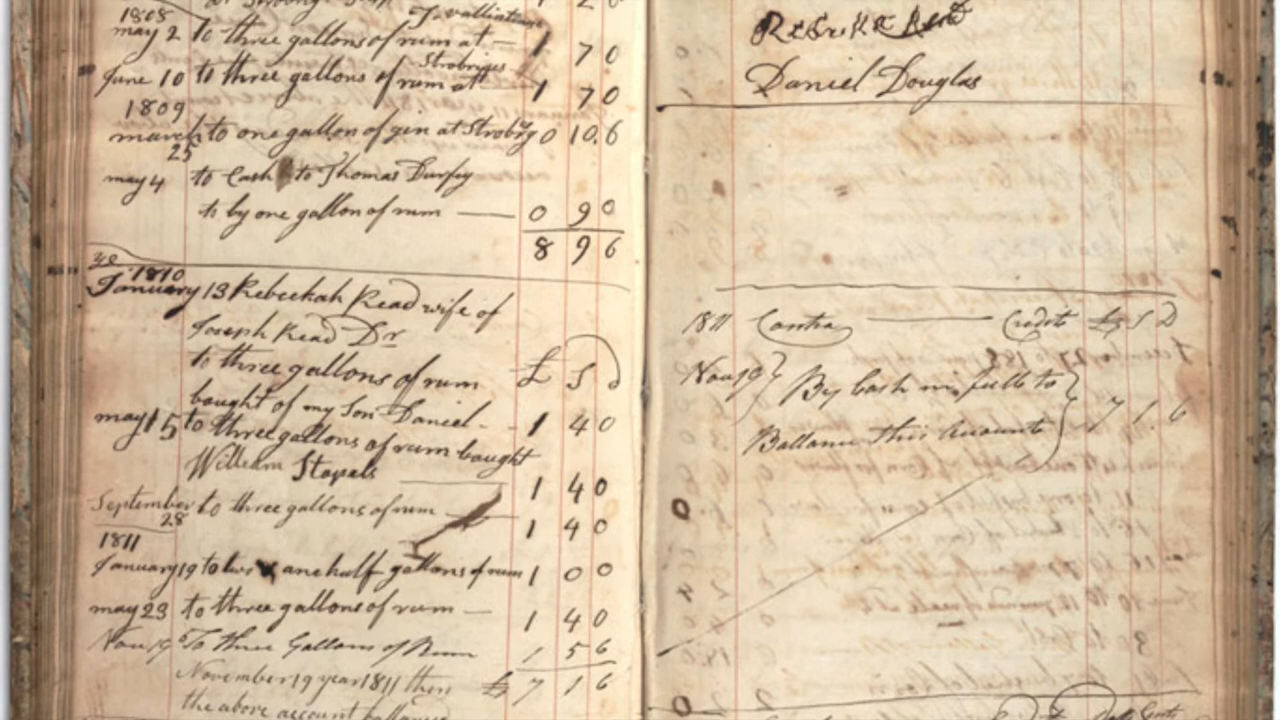 1808
may 2 to three gallons of rum at — 1 7 0
Strobriges
June 10 to three gallons of rum at 1 7 0
1809
march to one gallon of gin at Strobrg 0 10.6
25
may 4 to Cash to Thomas Durfey
to by one gallon of rum — 0 9 0
8 9 6
1810
January 13 Rebeckah Read wife of
Joseph Read Dr
to three gallons of rum £ S D
bought of my Son Daniel - 1 4 0
may 15 to three gallons of rum bought
William Stapels 1 4 0
September to three gallons of rum — 1 4 0
28
1811
January 19 to two & one half gallons of rum 1 0 0
may 23 to three gallons of rum — 1 4 0
Nov 19 To three Gallons of Rum 1 5 6
November 19 year 1811 then £ 7 1 6
the above account
Daniel Douglas
1811 Contra — Credit £ S D
Nov 19 } By Cash in full to } 7 1. 6
Ballance this Accounte